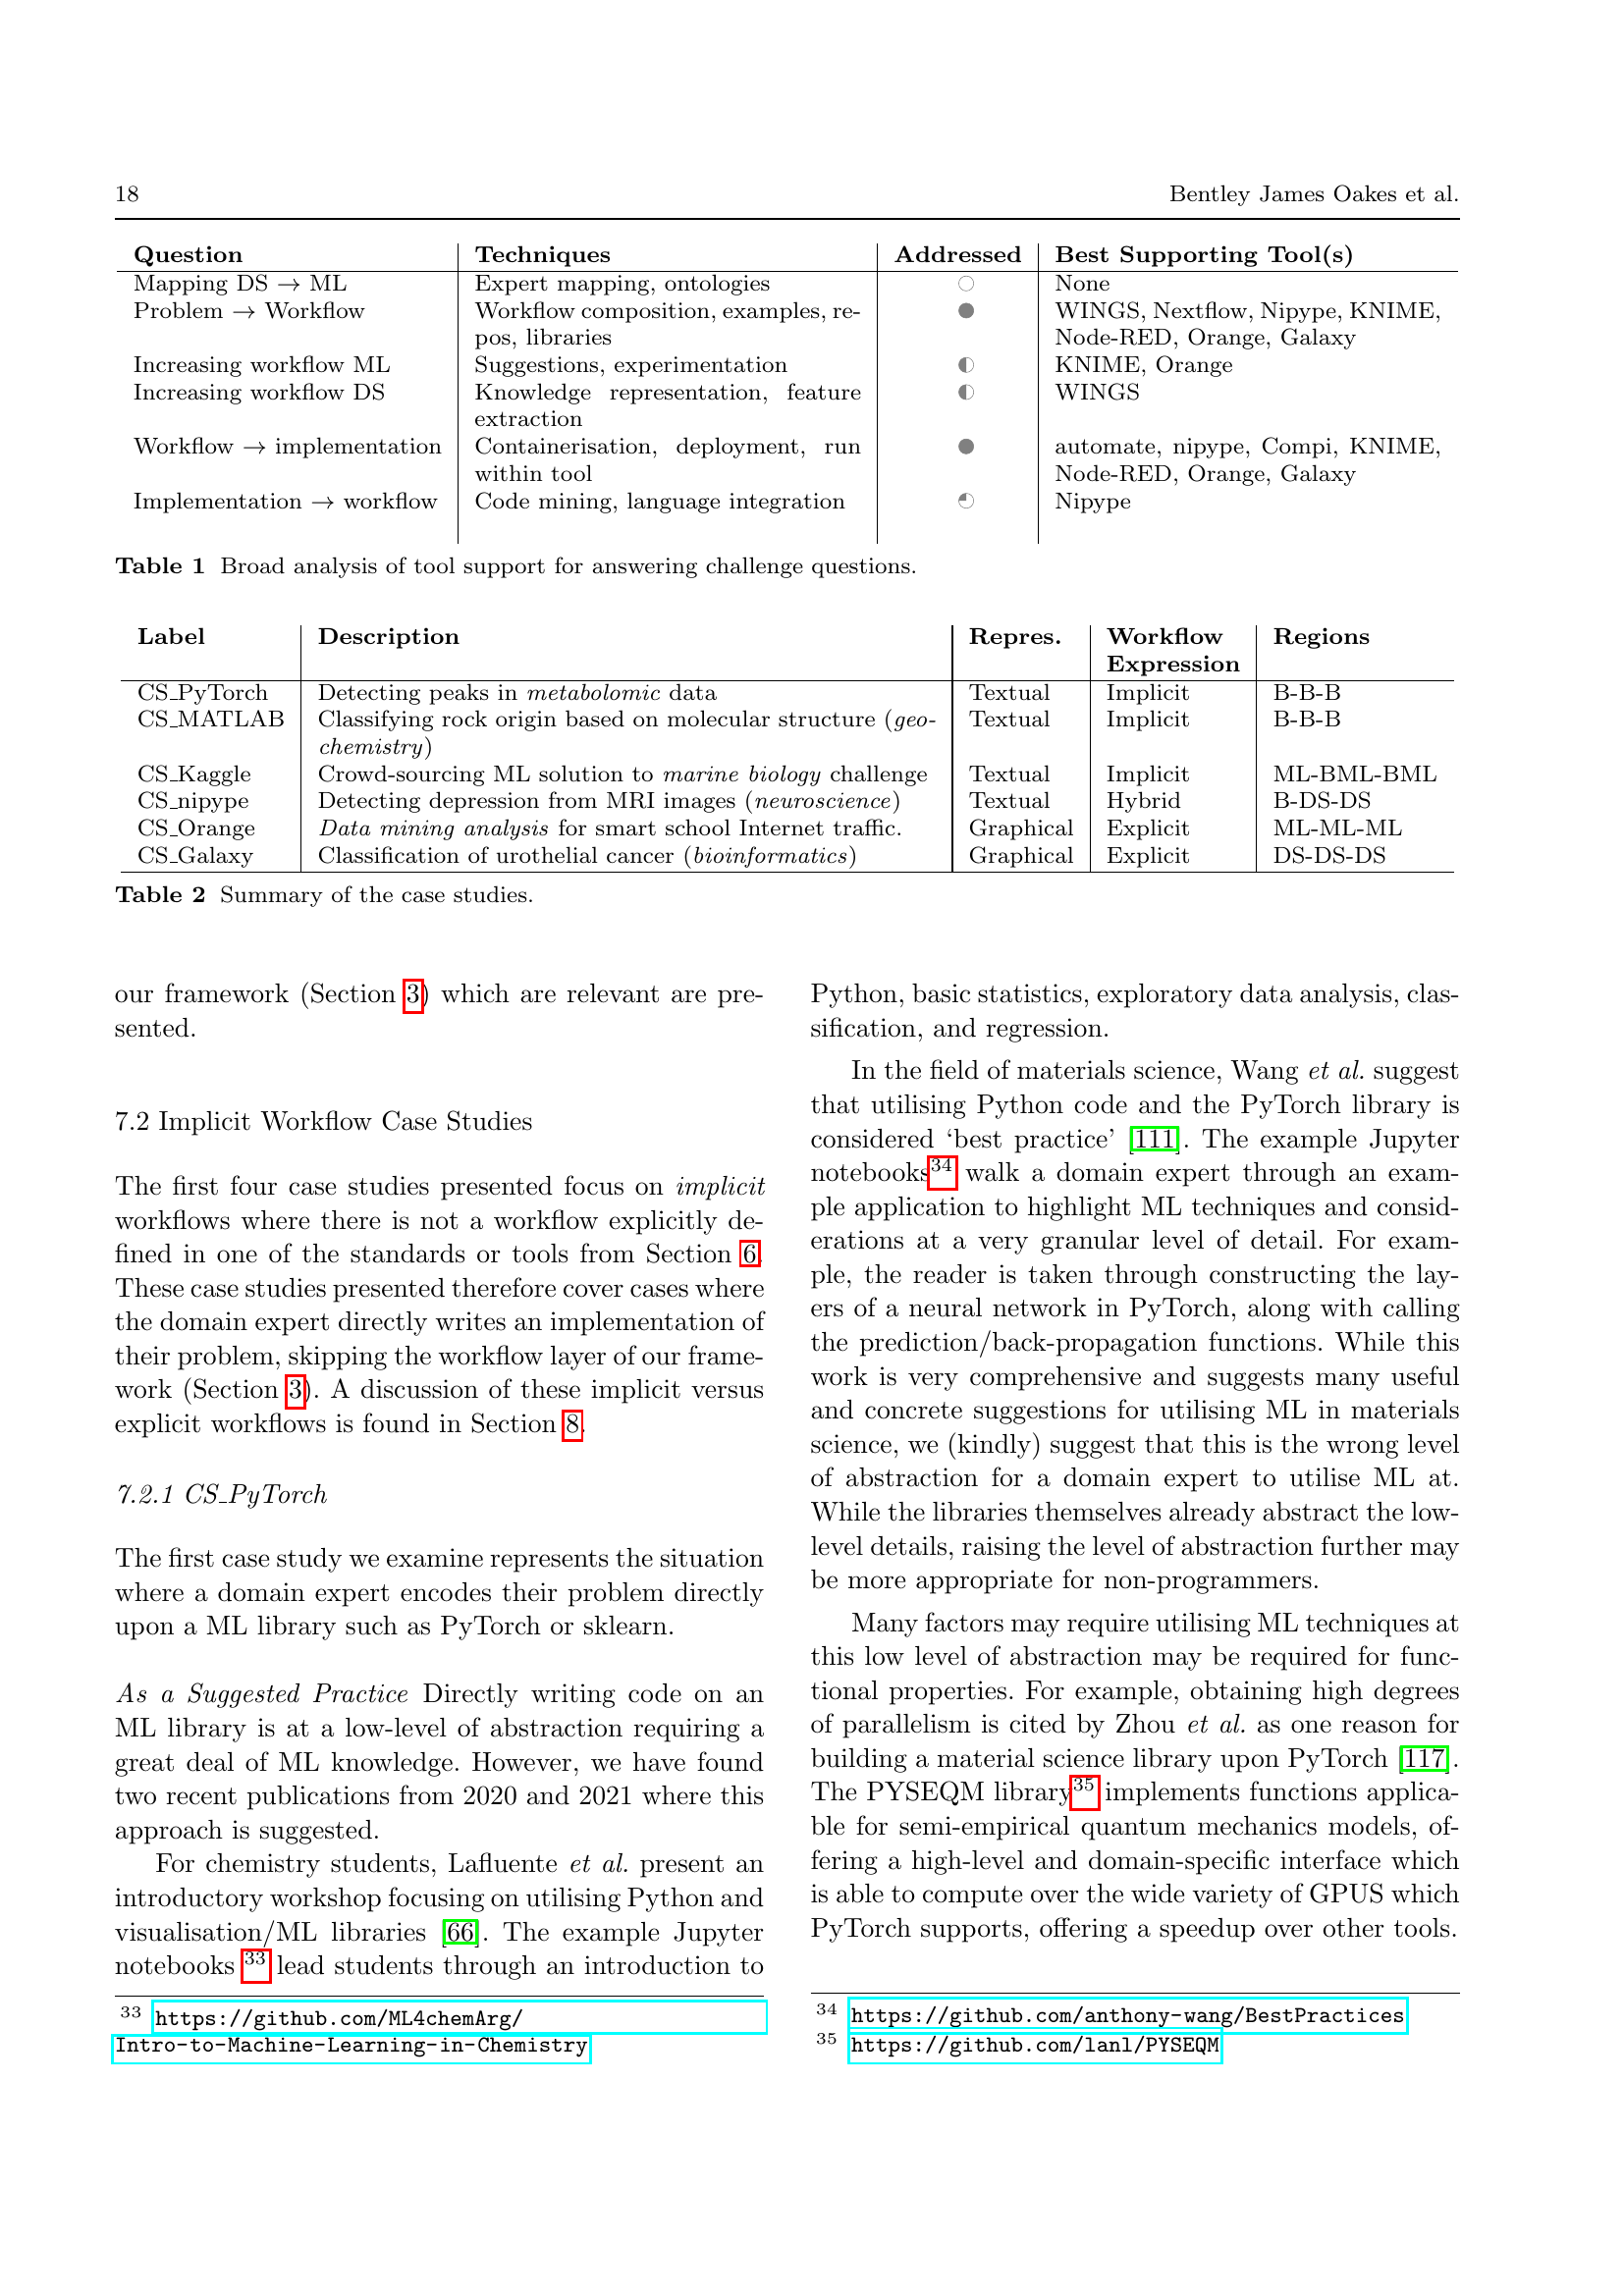 18
Bentley James Oakes et al.
Question Techniques Addressed Best Supporting Tool(s)
Mapping DS → ML Expert mapping, ontologies ○ None
Problem → Workflow Workflow composition, examples, re- ● WINGS, Nextflow, Nipype, KNIME,
pos, libraries Node-RED, Orange, Galaxy
Increasing workflow ML Suggestions, experimentation ◐ KNIME, Orange
Increasing workflow DS Knowledge representation, feature ◐ WINGS
extraction
Workflow → implementation Containerisation, deployment, run ● automate, nipype, Compi, KNIME,
within tool Node-RED, Orange, Galaxy
Implementation → workflow Code mining, language integration ◔ Nipype
Table 1 Broad analysis of tool support for answering challenge questions.
Label Description Repres. Workflow Regions
Expression
CS_PyTorch Detecting peaks in metabolomic data Textual Implicit B-B-B
CS_MATLAB Classifying rock origin based on molecular structure (geo- Textual Implicit B-B-B
chemistry)
CS_Kaggle Crowd-sourcing ML solution to marine biology challenge Textual Implicit ML-BML-BML
CS_nipype Detecting depression from MRI images (neuroscience) Textual Hybrid B-DS-DS
CS_Orange Data mining analysis for smart school Internet traffic. Graphical Explicit ML-ML-ML
CS_Galaxy Classification of urothelial cancer (bioinformatics) Graphical Explicit DS-DS-DS
Table 2 Summary of the case studies.
our framework (Section 3) which are relevant are pre-
sented.
7.2 Implicit Workflow Case Studies
The first four case studies presented focus on implicit
workflows where there is not a workflow explicitly de-
fined in one of the standards or tools from Section 6.
These case studies presented therefore cover cases where
the domain expert directly writes an implementation of
their problem, skipping the workflow layer of our frame-
work (Section 3). A discussion of these implicit versus
explicit workflows is found in Section 8.
7.2.1 CS_PyTorch
The first case study we examine represents the situation
where a domain expert encodes their problem directly
upon a ML library such as PyTorch or sklearn.
As a Suggested Practice Directly writing code on an
ML library is at a low-level of abstraction requiring a
great deal of ML knowledge. However, we have found
two recent publications from 2020 and 2021 where this
approach is suggested.
For chemistry students, Lafluente et al. present an
introductory workshop focusing on utilising Python and
visualisation/ML libraries [66]. The example Jupyter
notebooks 33 lead students through an introduction to
33 https://github.com/ML4chemArg/
Intro-to-Machine-Learning-in-Chemistry
Python, basic statistics, exploratory data analysis, clas-
sification, and regression.
In the field of materials science, Wang et al. suggest
that utilising Python code and the PyTorch library is
considered ‘best practice’ [111]. The example Jupyter
notebooks34 walk a domain expert through an exam-
ple application to highlight ML techniques and consid-
erations at a very granular level of detail. For exam-
ple, the reader is taken through constructing the lay-
ers of a neural network in PyTorch, along with calling
the prediction/back-propagation functions. While this
work is very comprehensive and suggests many useful
and concrete suggestions for utilising ML in materials
science, we (kindly) suggest that this is the wrong level
of abstraction for a domain expert to utilise ML at.
While the libraries themselves already abstract the low-
level details, raising the level of abstraction further may
be more appropriate for non-programmers.
Many factors may require utilising ML techniques at
this low level of abstraction may be required for func-
tional properties. For example, obtaining high degrees
of parallelism is cited by Zhou et al. as one reason for
building a material science library upon PyTorch [117].
The PYSEQM library35 implements functions applica-
ble for semi-empirical quantum mechanics models, of-
fering a high-level and domain-specific interface which
is able to compute over the wide variety of GPUS which
PyTorch supports, offering a speedup over other tools.
34 https://github.com/anthony-wang/BestPractices
35 https://github.com/lanl/PYSEQM